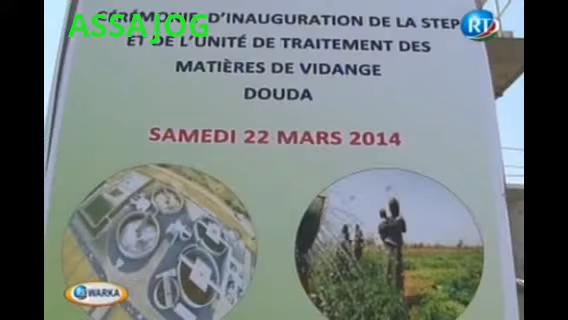 CÉRÉMONIE D'INAUGURATION DE LA STEP
ASSAJOG
ET DE L'UNITÉ DE TRAITEMENT DES
MATIÈRES DE VIDANGE
DOUDA
SAMEDI 22 MARS 2014
WARKA